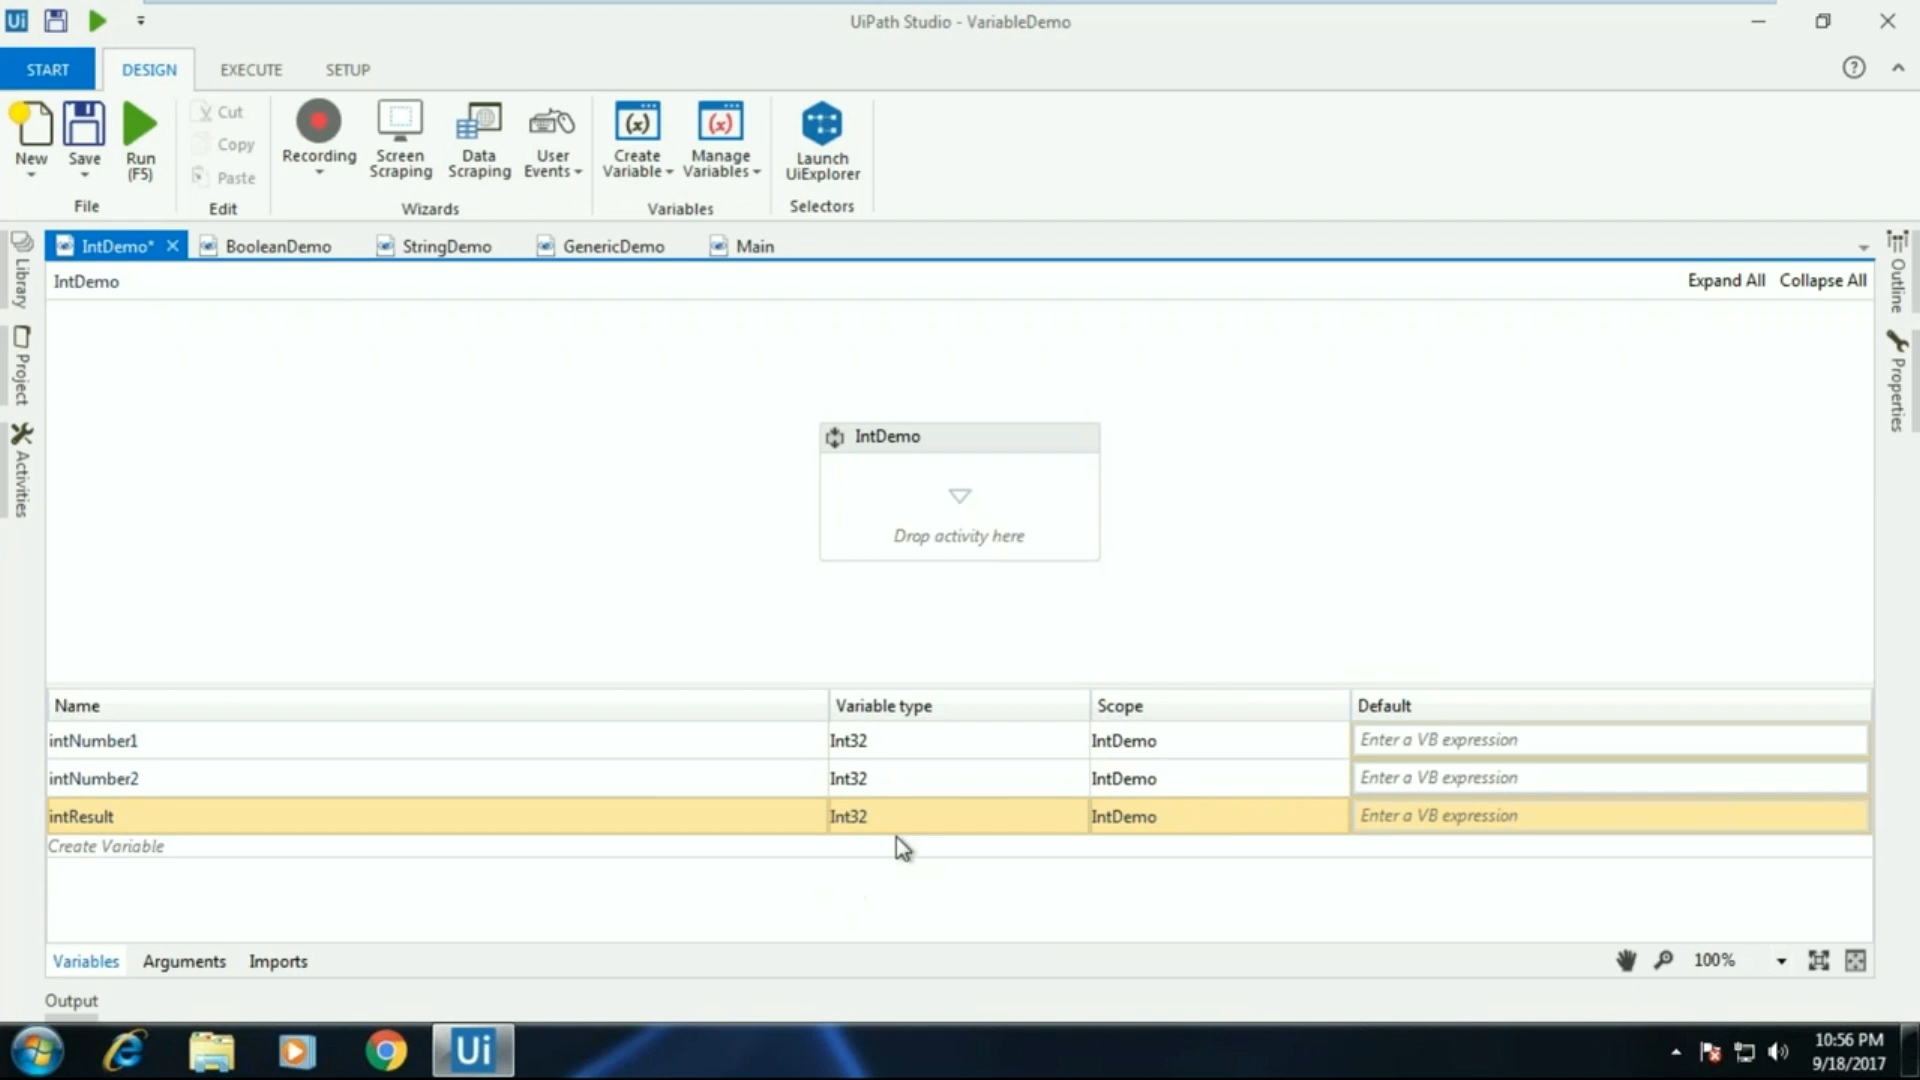 Ui
UiPath Studio - VariableDemo
START
DESIGN
EXECUTE
SETUP
New
Save
Run
(F5)
File
Cut
Copy
Paste
Edit
Recording
Screen
Scraping
Data
Scraping
User
Events
Wizards
Create
Variable
Manage
Variables
Variables
Launch
UiExplorer
Selectors
IntDemo*
BooleanDemo
StringDemo
GenericDemo
Main
IntDemo
Expand All
Collapse All
Library
Project
Activities
Outline
Properties
IntDemo
Drop activity here
Name Variable type Scope Default
intNumber1 Int32 IntDemo Enter a VB expression
intNumber2 Int32 IntDemo Enter a VB expression
intResult Int32 IntDemo Enter a VB expression
Create Variable
Variables Arguments Imports
100%
Output
Ui
10:56 PM
9/18/2017